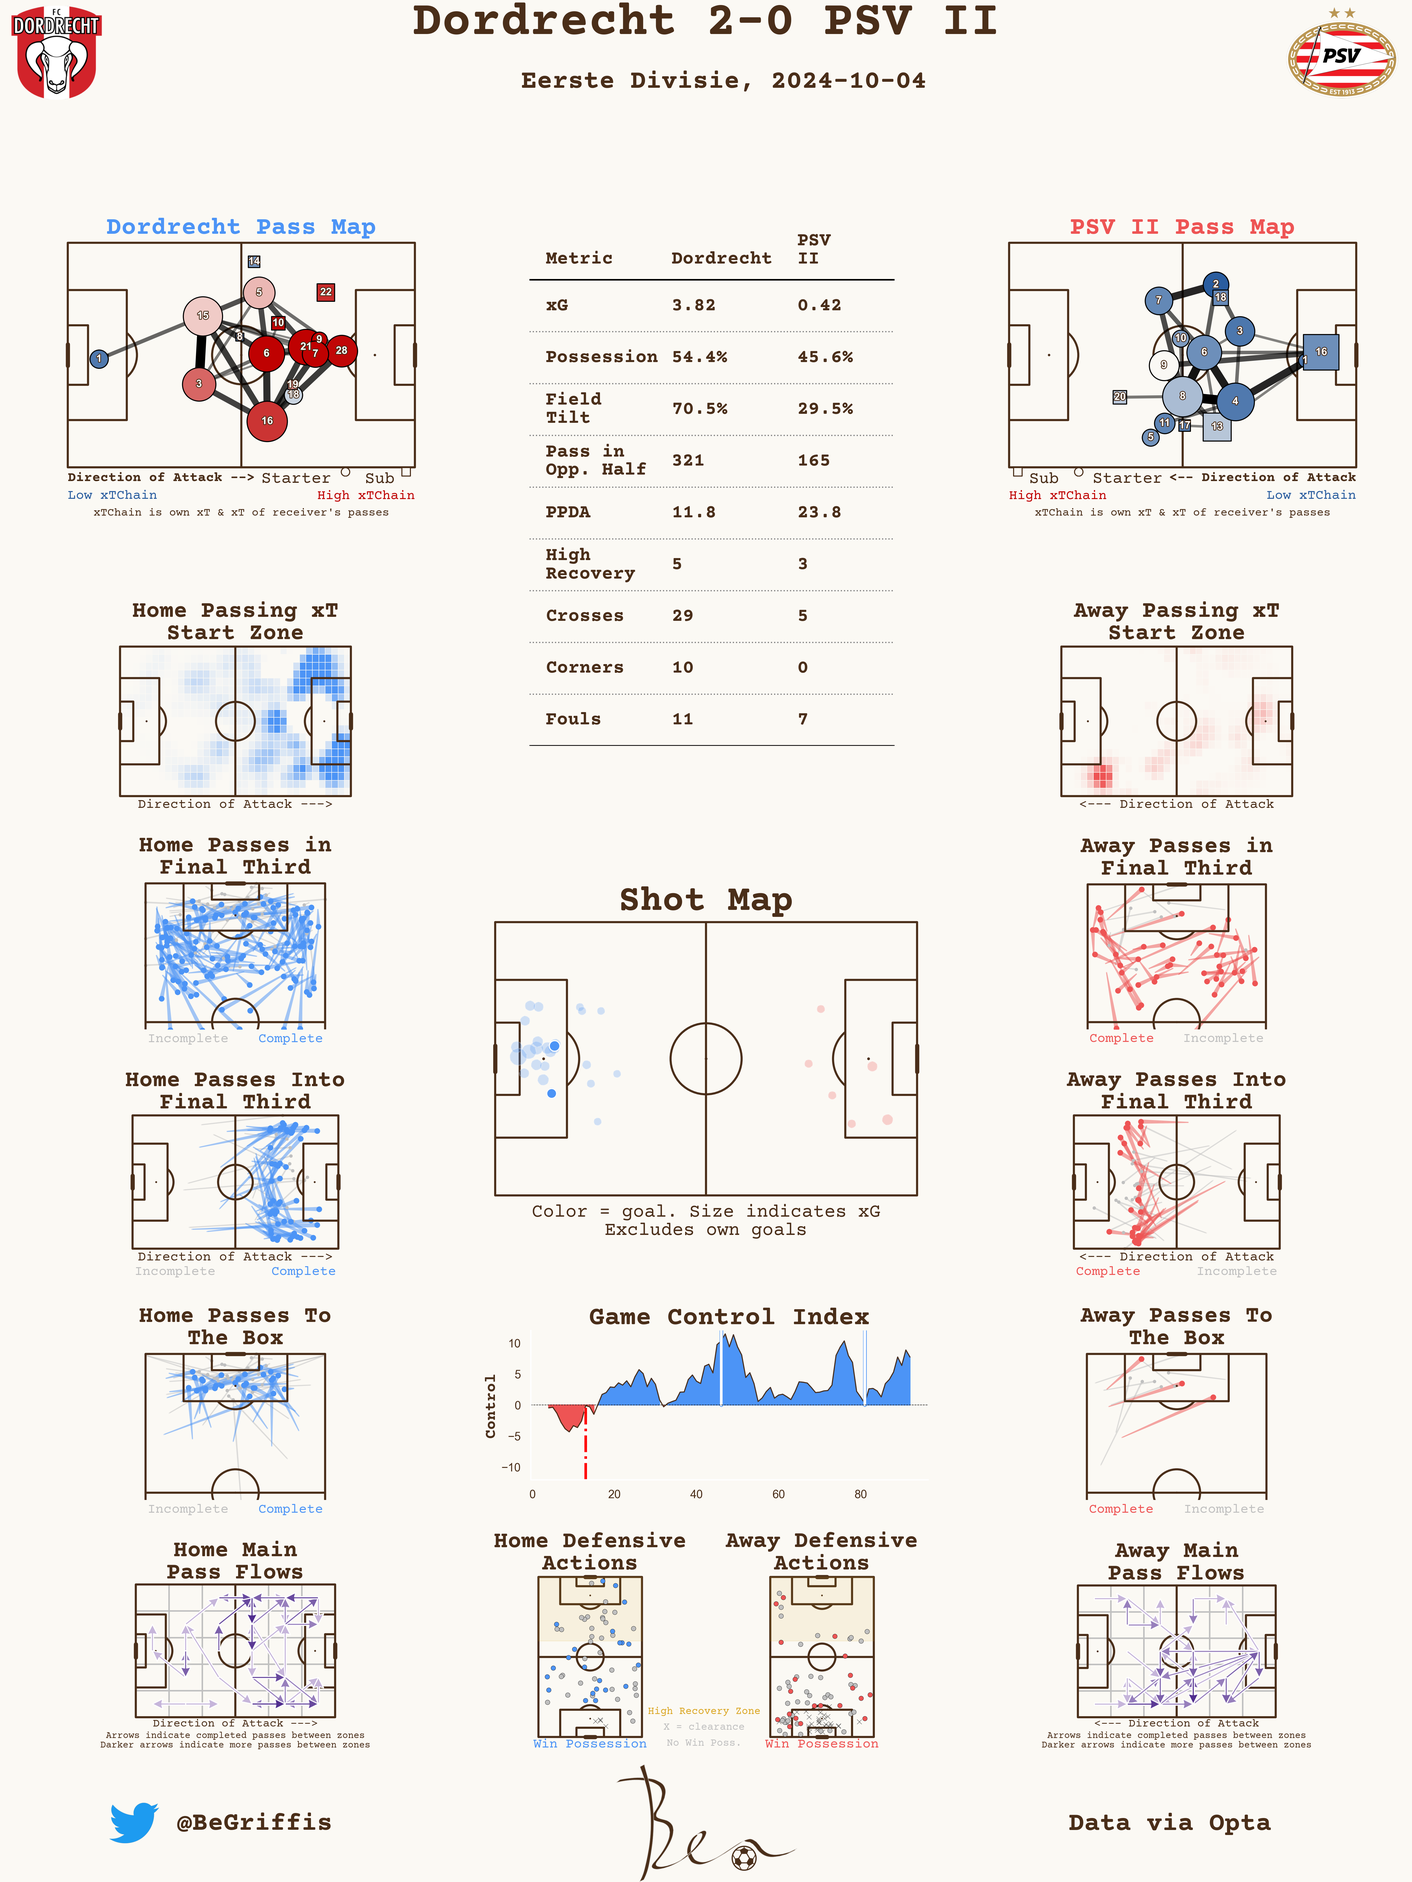 Dordrecht 2-0 PSV II
Eerste Divisie, 2024-10-04
FC
DORDRECHT
PSV
EST 1913
Dordrecht Pass Map
14
5
22
15
10
8
9
21
6
7
28
1
3
19
18
16
Direction of Attack --> Starter Sub
Low xTChain High xTChain
xTChain is own xT & xT of receiver's passes
Metric Dordrecht PSV II
xG 3.82 0.42
Possession 54.4% 45.6%
Field Tilt 70.5% 29.5%
Pass in Opp. Half 321 165
PPDA 11.8 23.8
High Recovery 5 3
Crosses 29 5
Corners 10 0
Fouls 11 7
PSV II Pass Map
2
7
18
3
10
6
16
9
1
20
8
4
11
17
13
5
Sub Starter <-- Direction of Attack
High xTChain Low xTChain
xTChain is own xT & xT of receiver's passes
Home Passing xT
Start Zone
Direction of Attack --->
Away Passing xT
Start Zone
<--- Direction of Attack
Home Passes in
Final Third
Incomplete Complete
Away Passes in
Final Third
Complete Incomplete
Shot Map
Color = goal. Size indicates xG
Excludes own goals
Home Passes Into
Final Third
Direction of Attack --->
Incomplete Complete
Away Passes Into
Final Third
<--- Direction of Attack
Complete Incomplete
Home Passes To
The Box
Incomplete Complete
Game Control Index
Control
10
5
0
−5
−10
0 20 40 60 80
Away Passes To
The Box
Complete Incomplete
Home Main
Pass Flows
Direction of Attack --->
Arrows indicate completed passes between zones
Darker arrows indicate more passes between zones
Home Defensive
Actions
Win Possession
High Recovery Zone
X = clearance
No Win Poss.
Away Defensive
Actions
Win Possession
Away Main
Pass Flows
<--- Direction of Attack
Arrows indicate completed passes between zones
Darker arrows indicate more passes between zones
@BeGriffis
Ben
Data via Opta